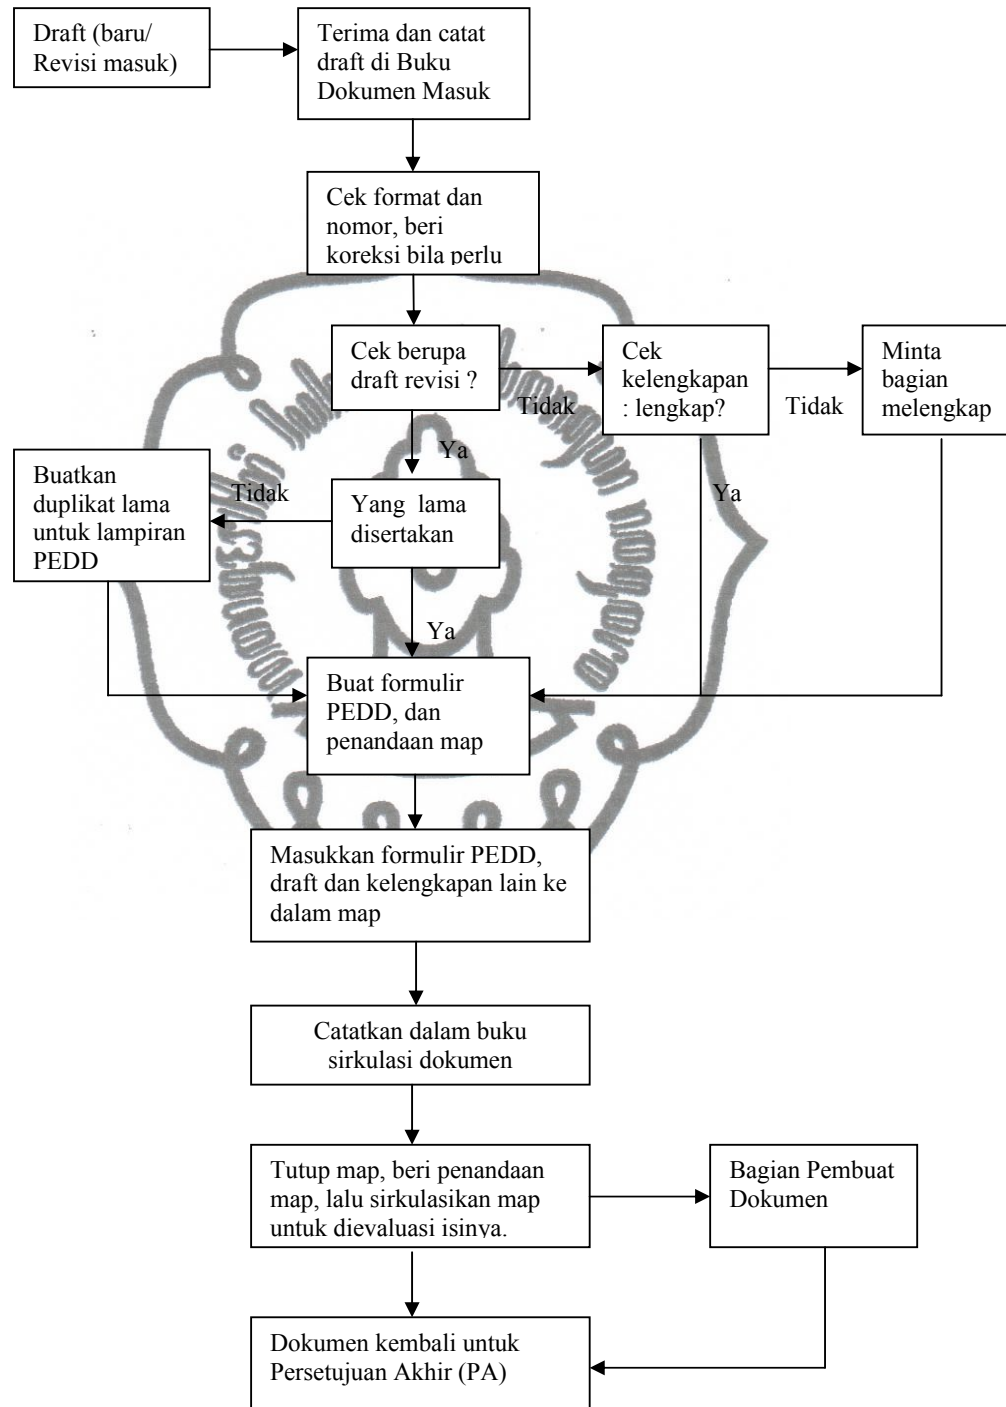 Draft (baru/
Revisi masuk)
Terima dan catat
draft di Buku
Dokumen Masuk
Cek format dan
nomor, beri
koreksi bila perlu
Cek berupa
draft revisi ?
Tidak
Cek
kelengkapan
: lengkap?
Tidak
Minta
bagian
melengkap
Ya
Ya
Buatkan
duplikat lama
untuk lampiran
PEDD
Tidak
Yang lama
disertakan
Ya
Buat formulir
PEDD, dan
penandaan map
Masukkan formulir PEDD,
draft dan kelengkapan lain ke
dalam map
Catatkan dalam buku
sirkulasi dokumen
Tutup map, beri penandaan
map, lalu sirkulasikan map
untuk dievaluasi isinya.
Bagian Pembuat
Dokumen
Dokumen kembali untuk
Persetujuan Akhir (PA)